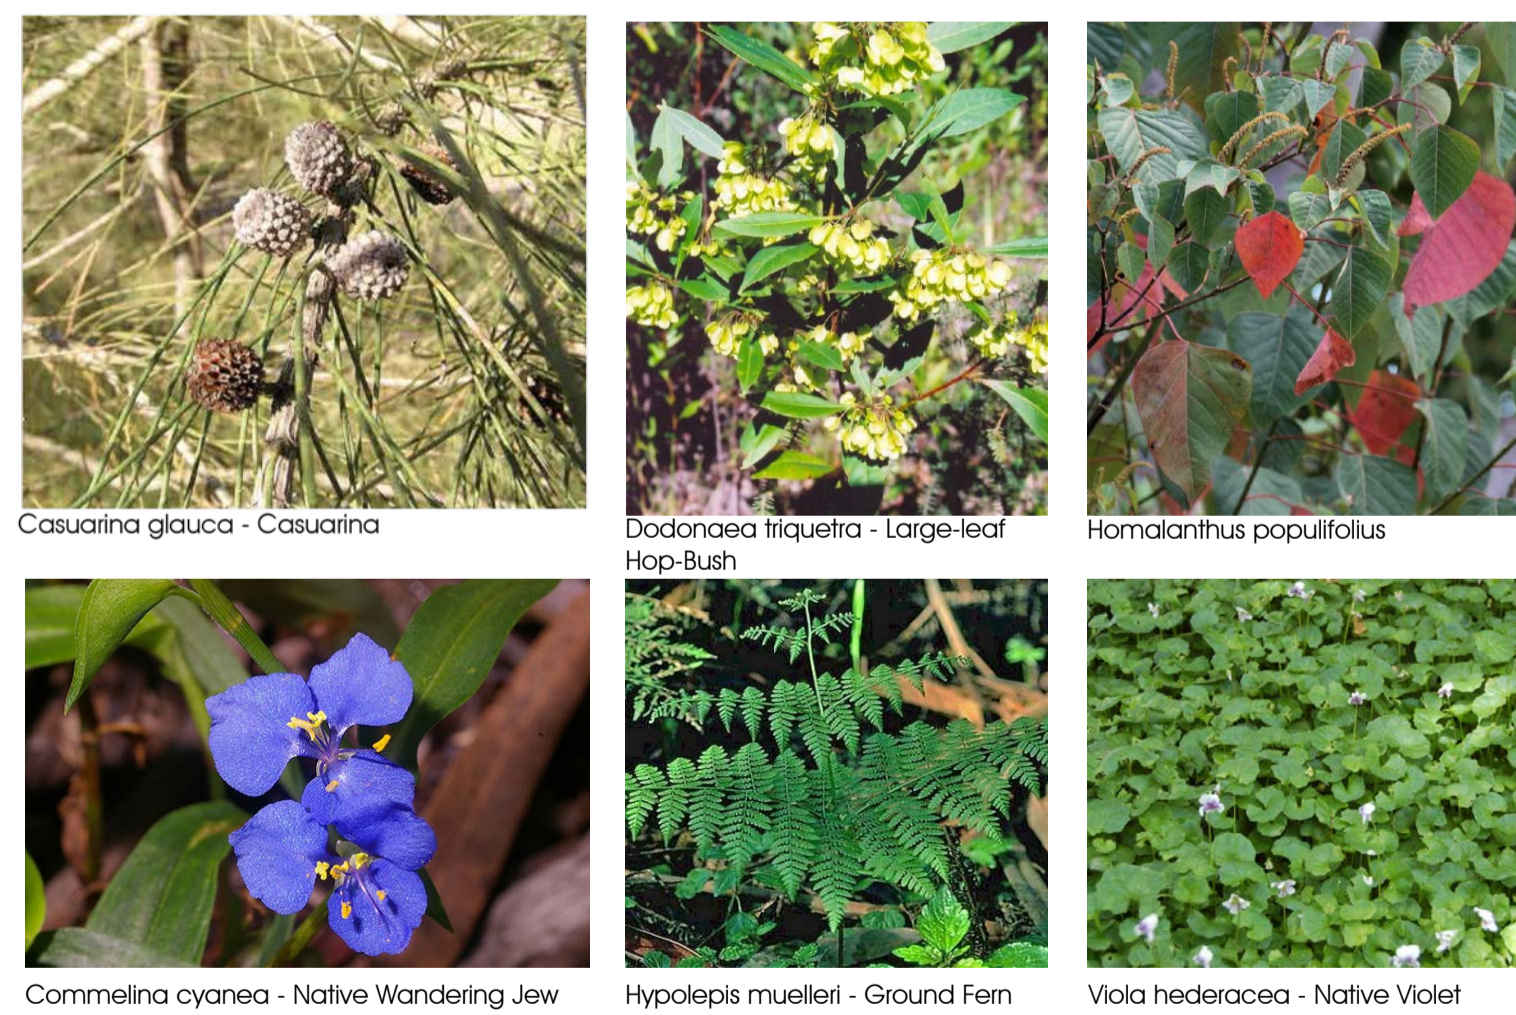 Casuarina glauca - Casuarina
Dodonaea triquetra - Large-leaf
Hop-Bush
Homalanthus populifolius
Commelina cyanea - Native Wandering Jew
Hypolepis muelleri - Ground Fern
Viola hederacea - Native Violet